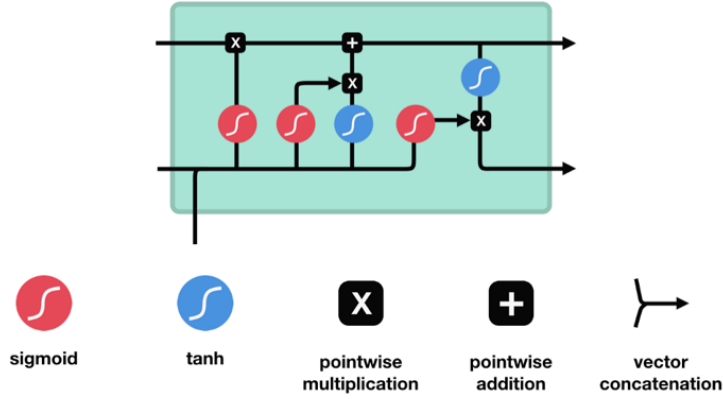 X
+
X
X
X
+
sigmoid
tanh
pointwise
multiplication
pointwise
addition
vector
concatenation